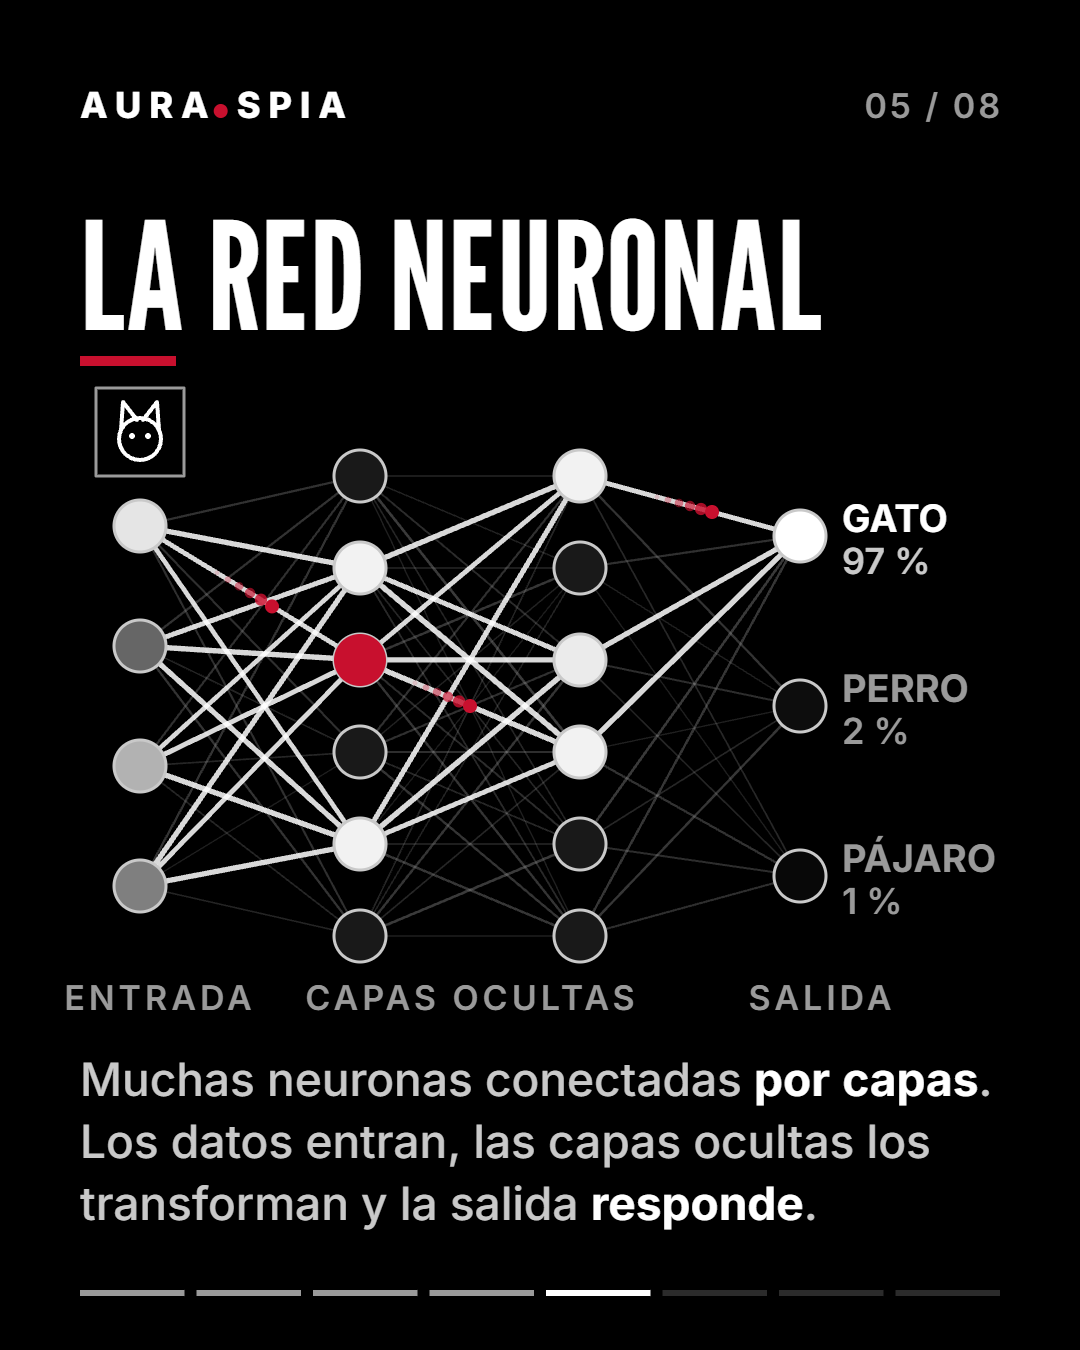 AURA.SPIA
05 / 08
LA RED NEURONAL
GATO
97 %
PERRO
2 %
PÁJARO
1 %
ENTRADA
CAPAS OCULTAS
SALIDA
Muchas neuronas conectadas por capas.
Los datos entran, las capas ocultas los
transforman y la salida responde.